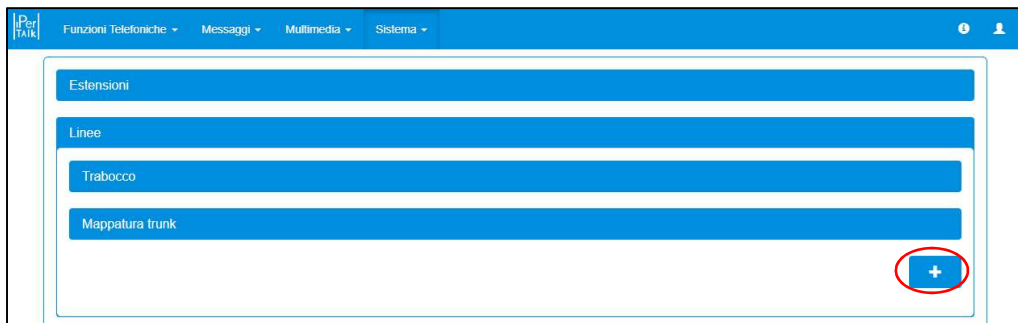 iPer
TAlk
Funzioni Telefoniche Messaggi Multimedia Sistema
Estensioni
Linee
Trabocco
Mappatura trunk